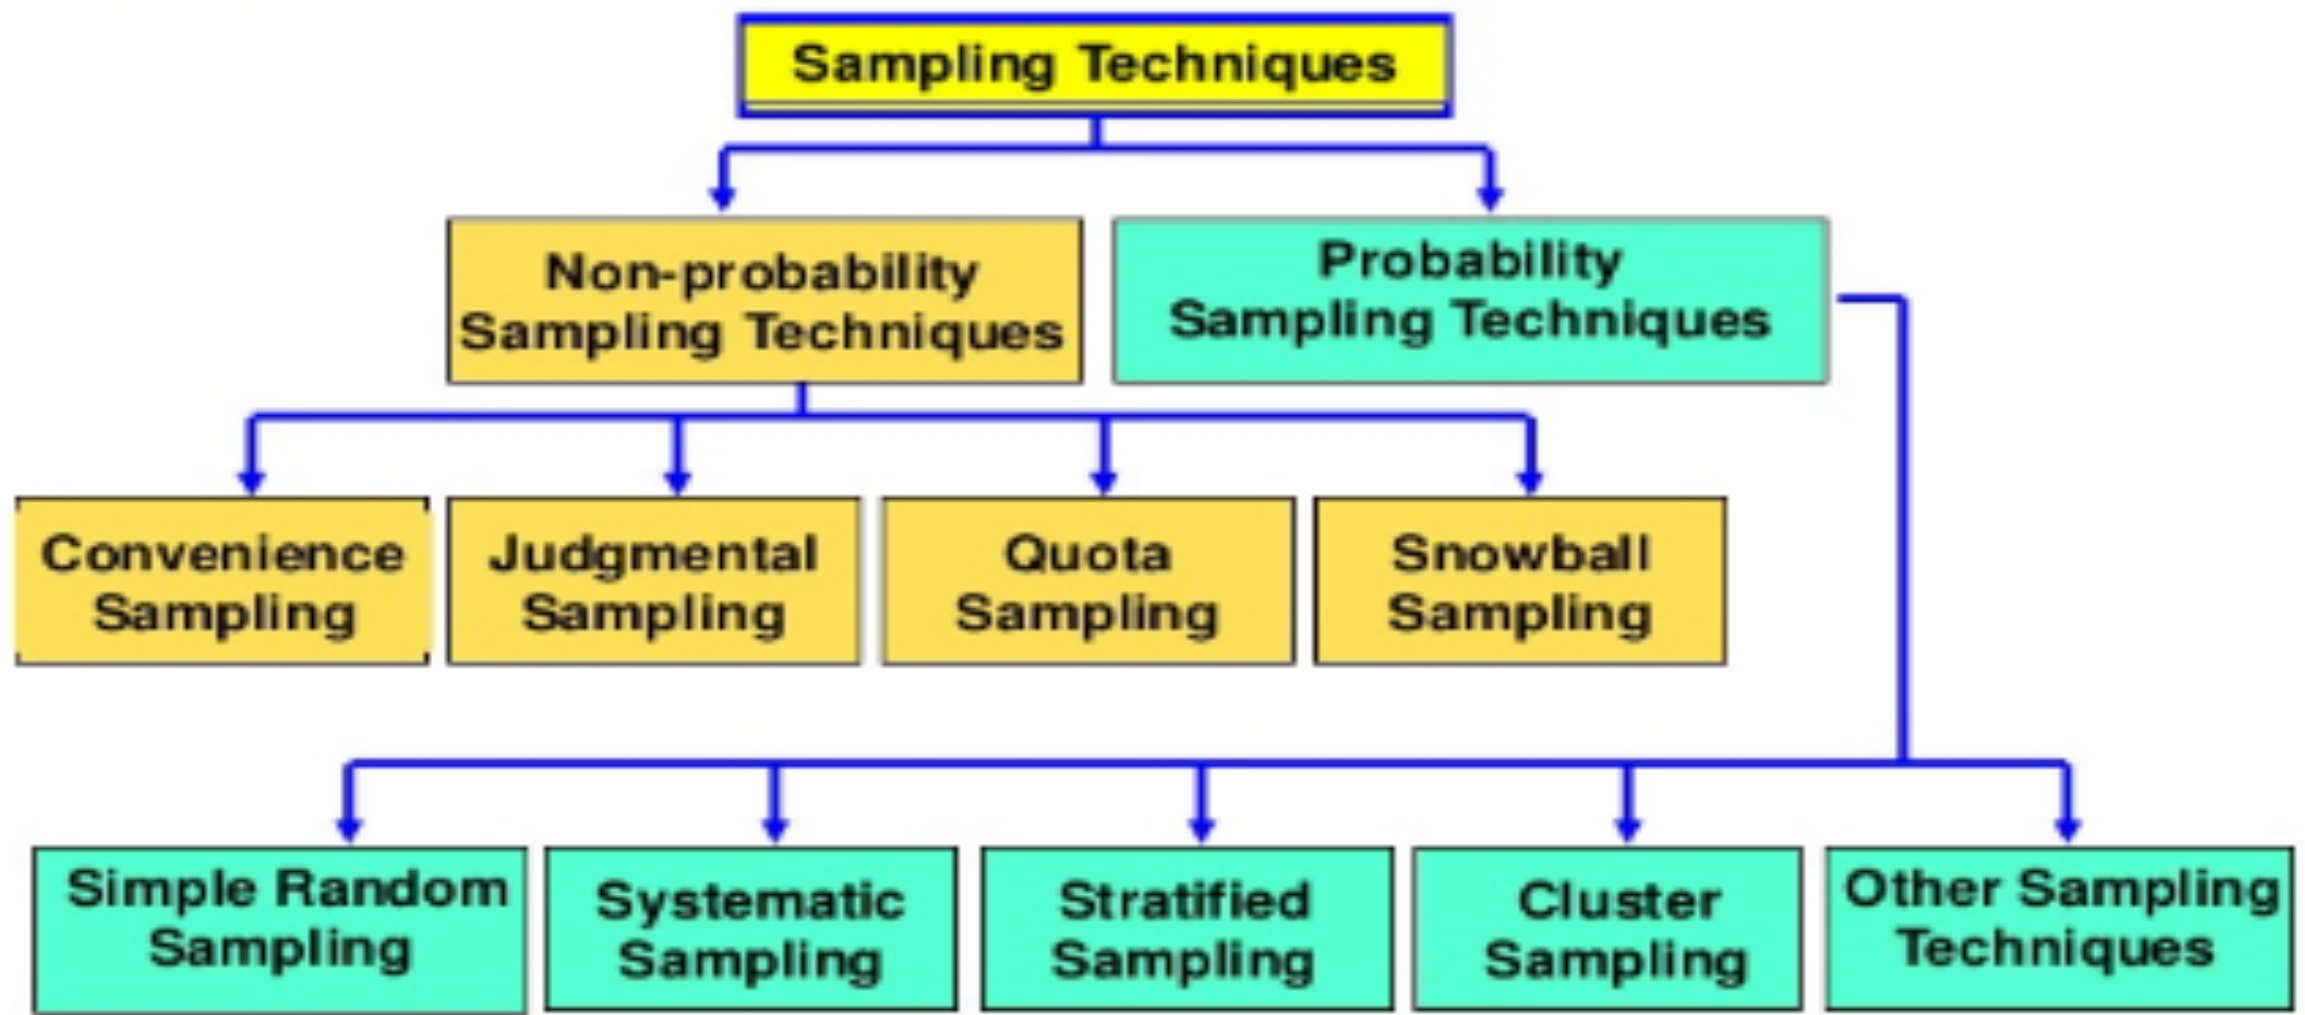 Sampling Techniques
Non-probability
Sampling Techniques
Probability
Sampling Techniques
Convenience
Sampling
Judgmental
Sampling
Quota
Sampling
Snowball
Sampling
Simple Random
Sampling
Systematic
Sampling
Stratified
Sampling
Cluster
Sampling
Other Sampling
Techniques